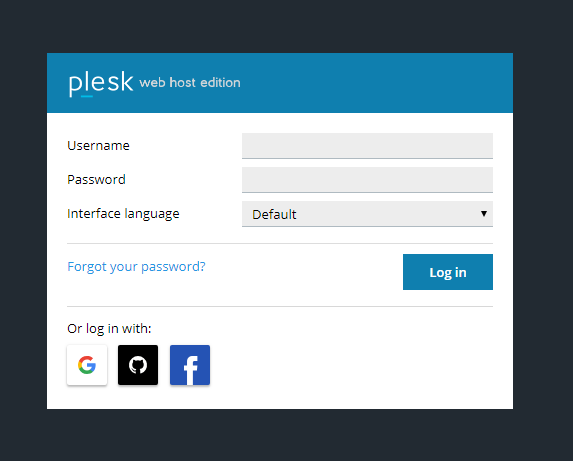 plesk web host edition
Username
Password
Interface language Default
Forgot your password? Log in
Or log in with: